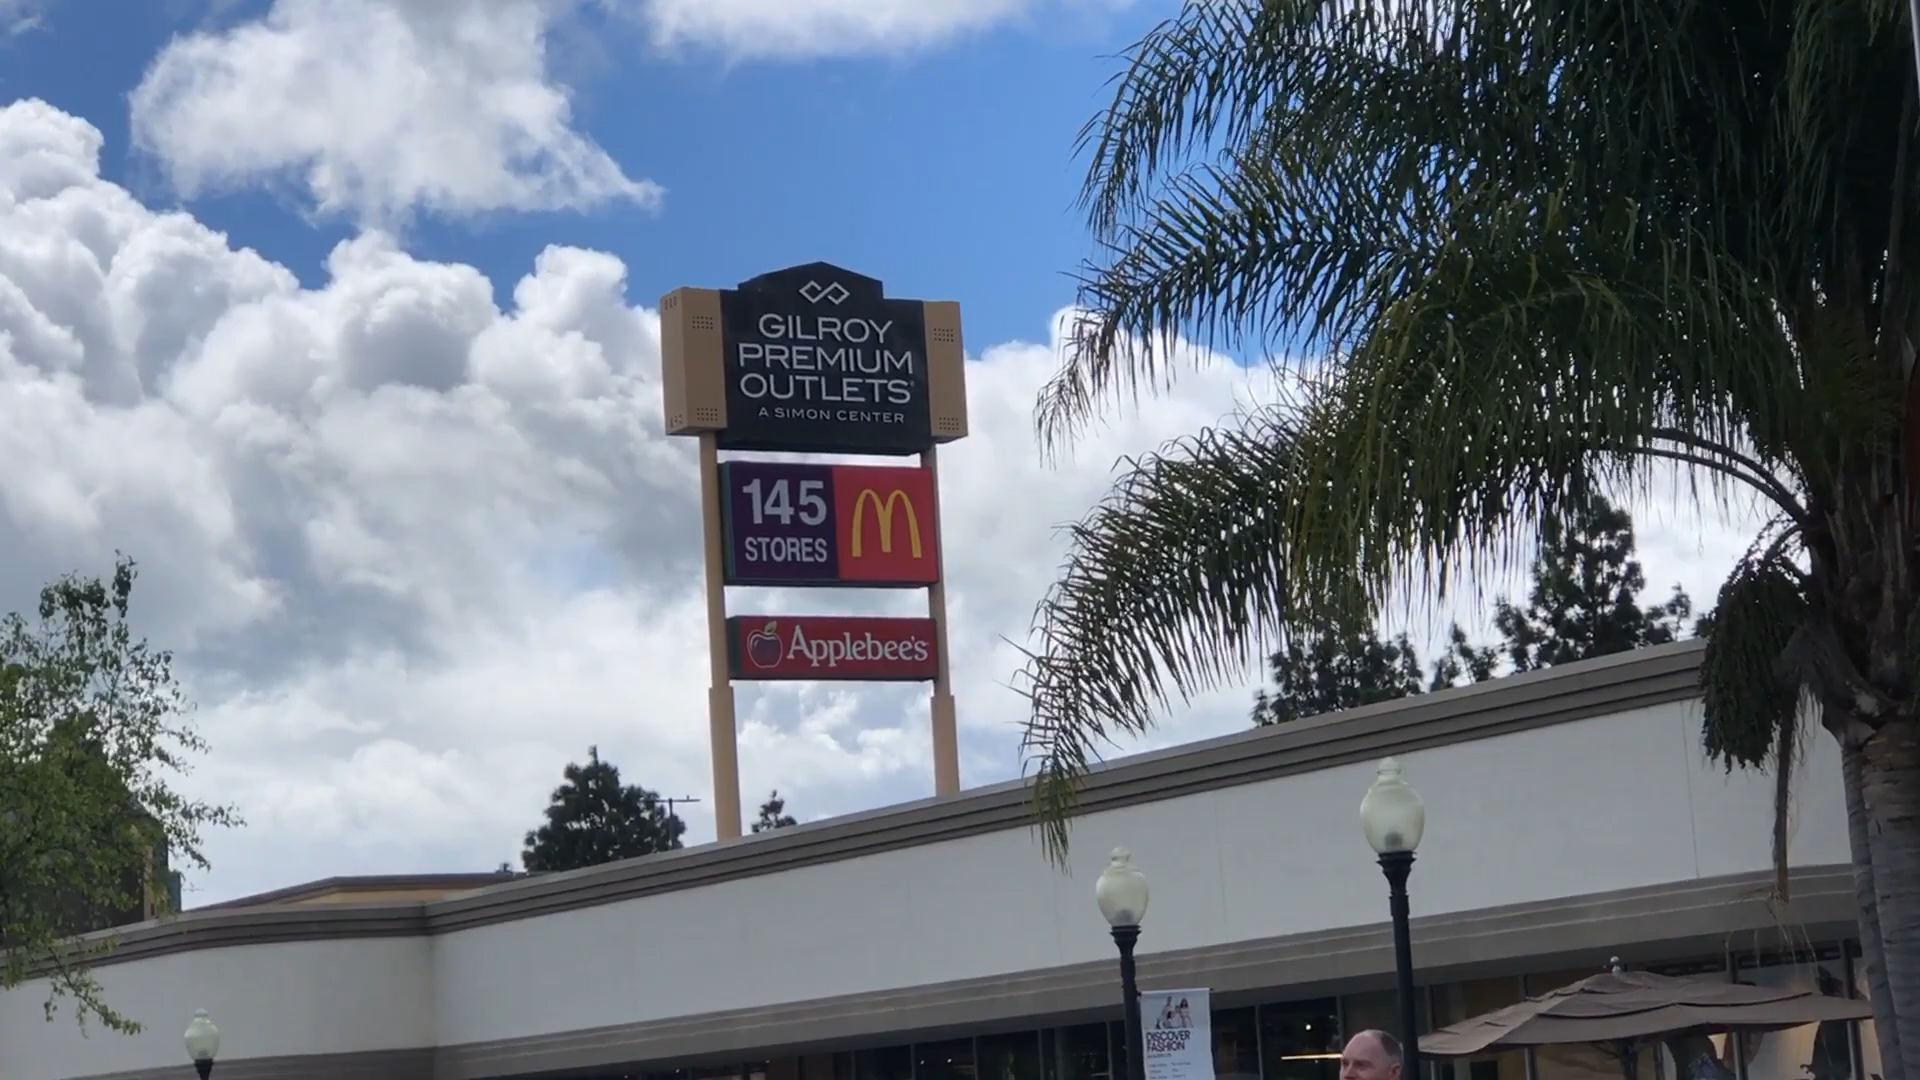 GILROY
PREMIUM
OUTLETS
A SIMON CENTER
145
STORES
Applebee's
DISCOVER
FASHION